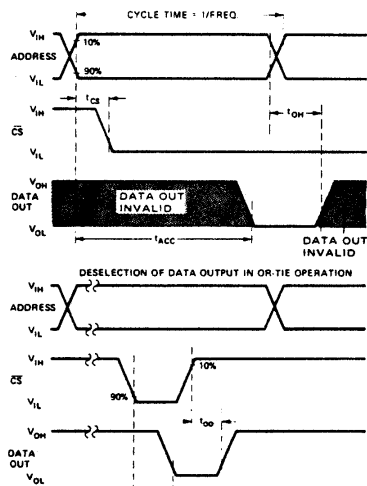 CYCLE TIME = 1/FREQ.
VIH
10%
ADDRESS
90%
VIL
tCS
VIH
tOH
CS
VIL
VOH
DATA OUT
DATA OUT INVALID
VOL
tACC
DATA OUT INVALID
DESELECTION OF DATA OUTPUT IN OR-TIE OPERATION
VIH
ADDRESS
VIL
VIH
10%
CS
90%
VIL
tOD
VOH
DATA OUT
VOL